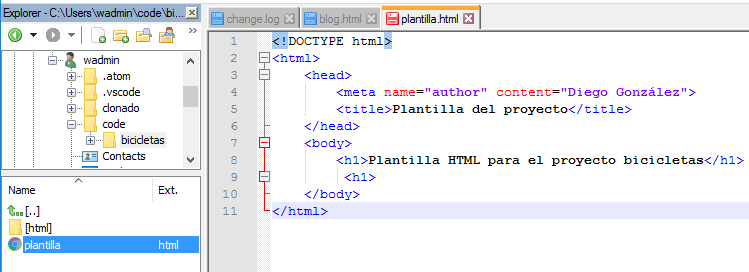 Explorer - C:\Users\wadmin\code\bi...
wadmin
.atom
.vscode
clonado
code
bicicletas
Contacts
Name Ext.
[..]
[html]
plantilla html
change.log blog.html plantilla.html
1 <!DOCTYPE html>
2 <html>
3 <head>
4 <meta name="author" content="Diego González">
5 <title>Plantilla del proyecto</title>
6 </head>
7 <body>
8 <h1>Plantilla HTML para el proyecto bicicletas</h1>
9 <h1>
10 </body>
11 </html>